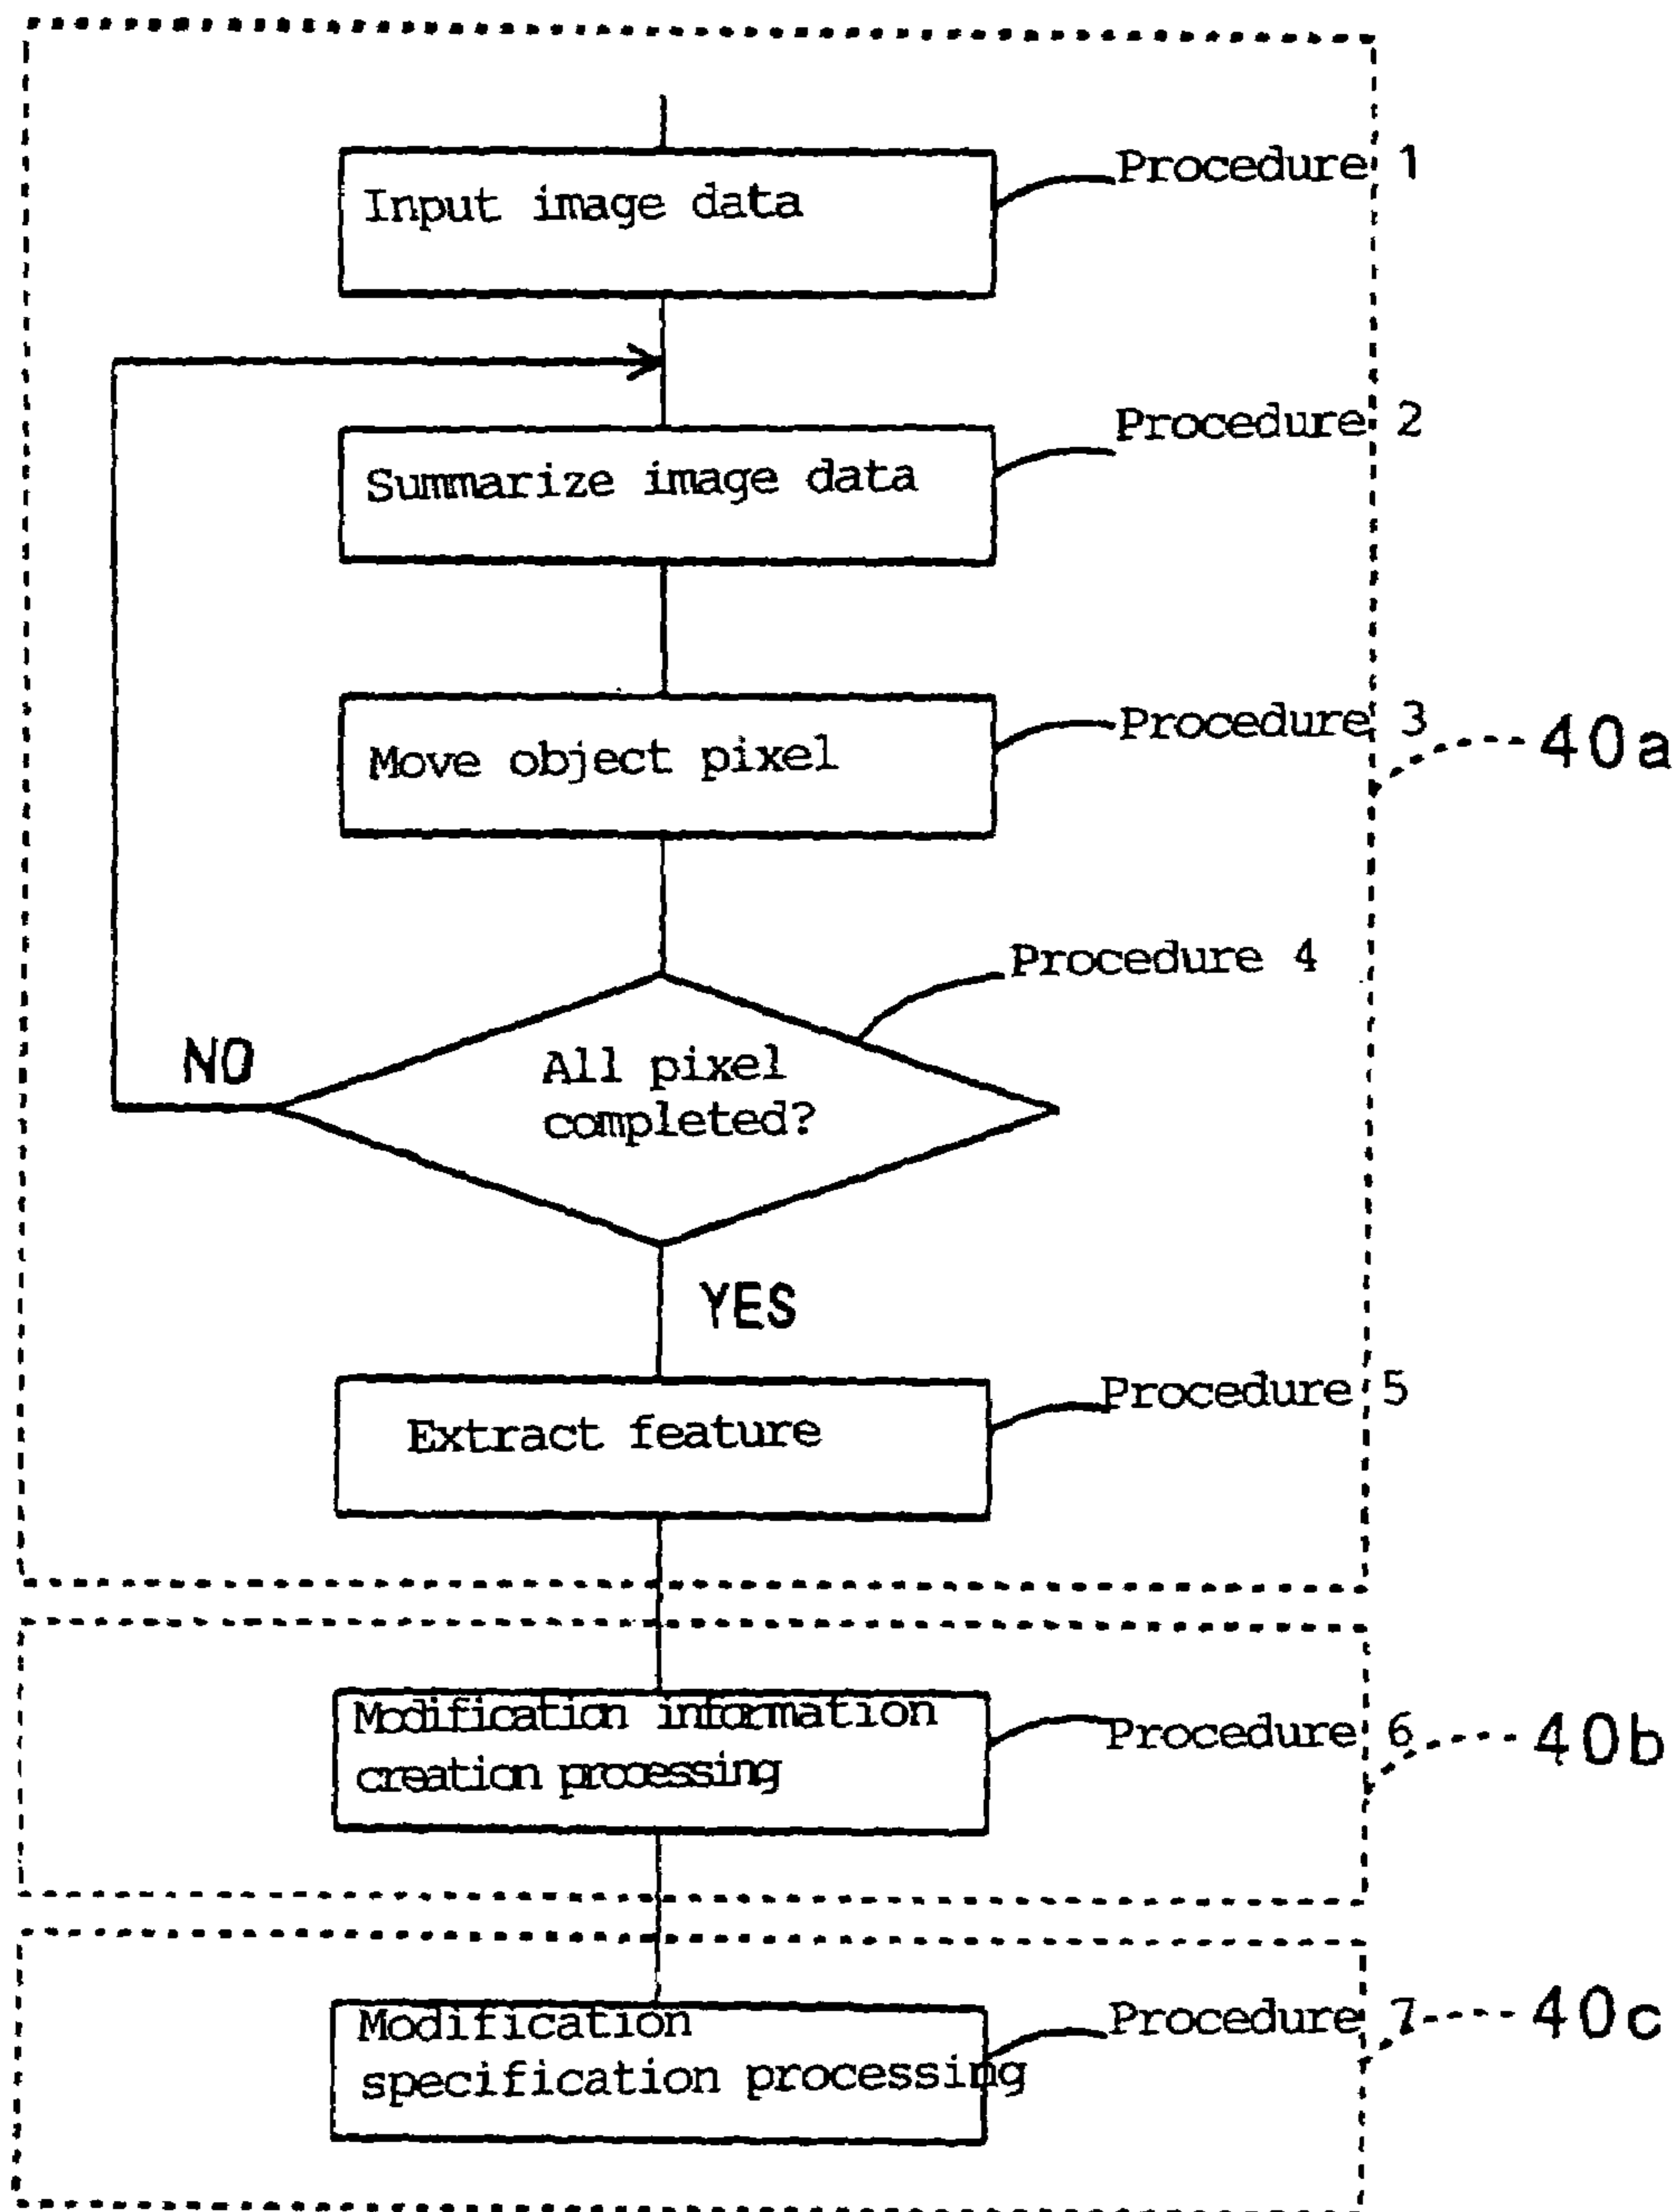 Procedure 1
Input image data
Procedure 2
Summarize image data
Procedure 3
Move object pixel
40a
Procedure 4
NO
All pixel
completed?
YES
Procedure 5
Extract feature
Modification information
creation processing
Procedure 6
40b
Modification
specification processing
Procedure 7
40c